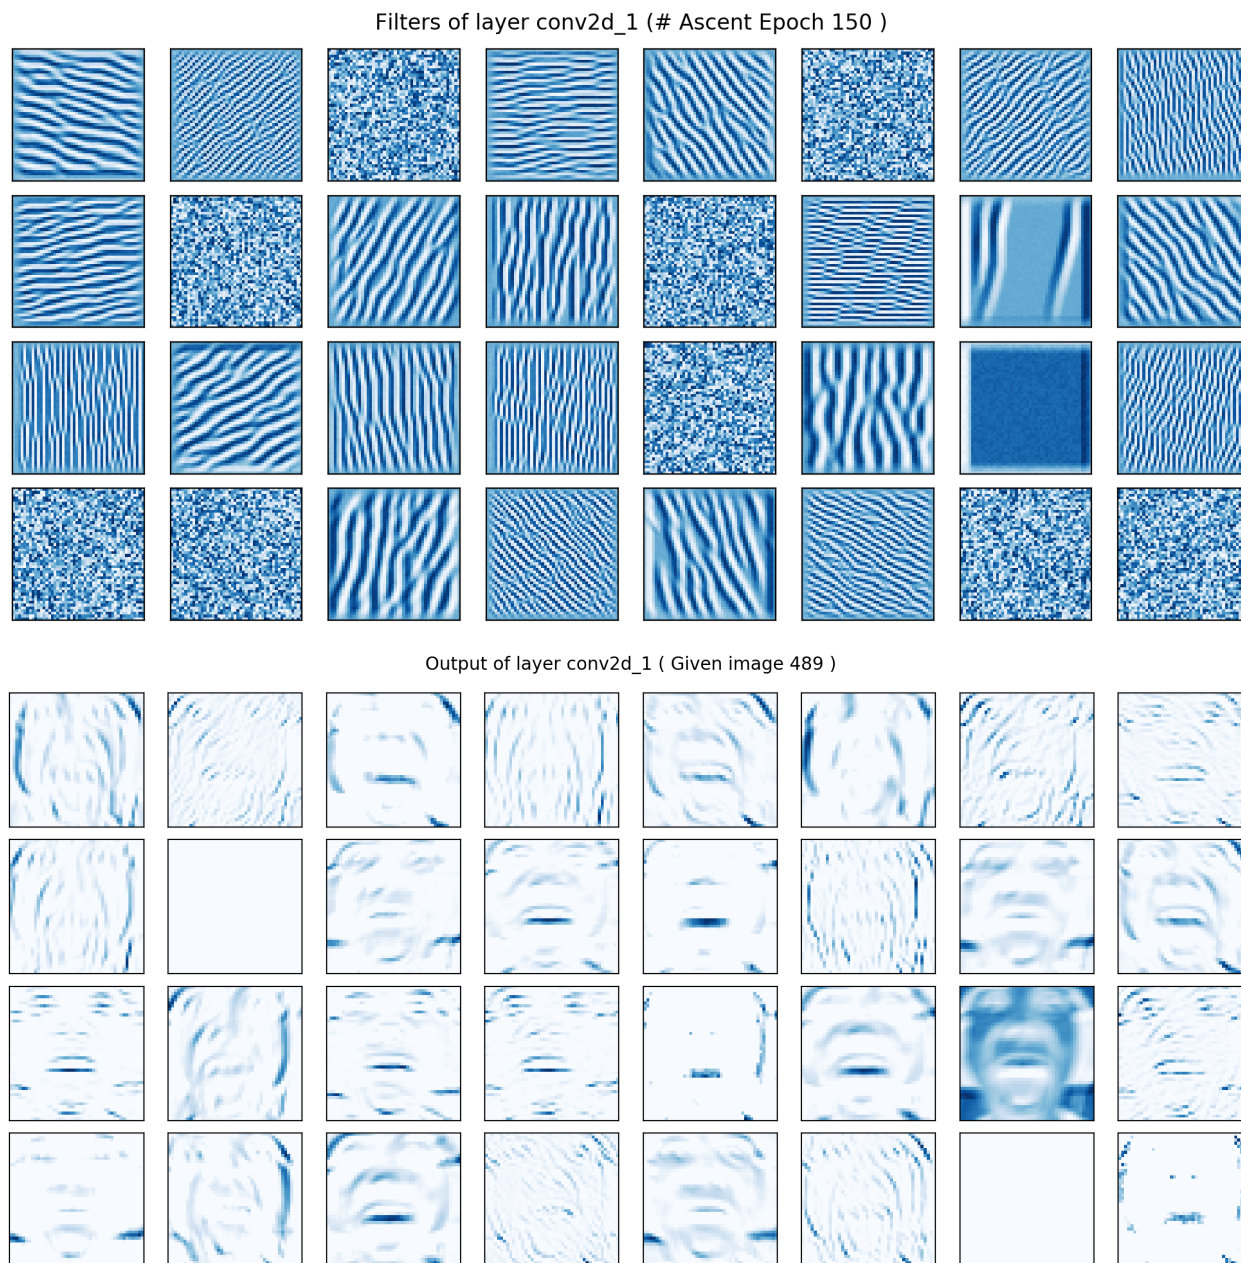 Filters of layer conv2d_1 (# Ascent Epoch 150 )
Output of layer conv2d_1 ( Given image 489 )